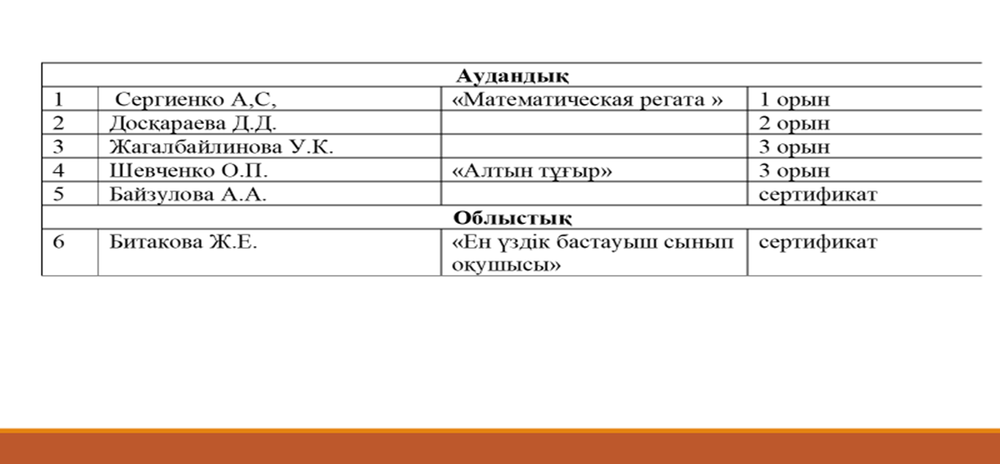 Аудандық
1 Сергиенко А,С, «Математическая регата » 1 орын
2 Досқараева Д.Д. 2 орын
3 Жагалбайлинова У.К. 3 орын
4 Шевченко О.П. «Алтын тұғыр» 3 орын
5 Байзулова А.А. сертификат
Облыстық
6 Битакова Ж.Е. «Ен үздік бастауыш сынып сертификат
оқушысы»